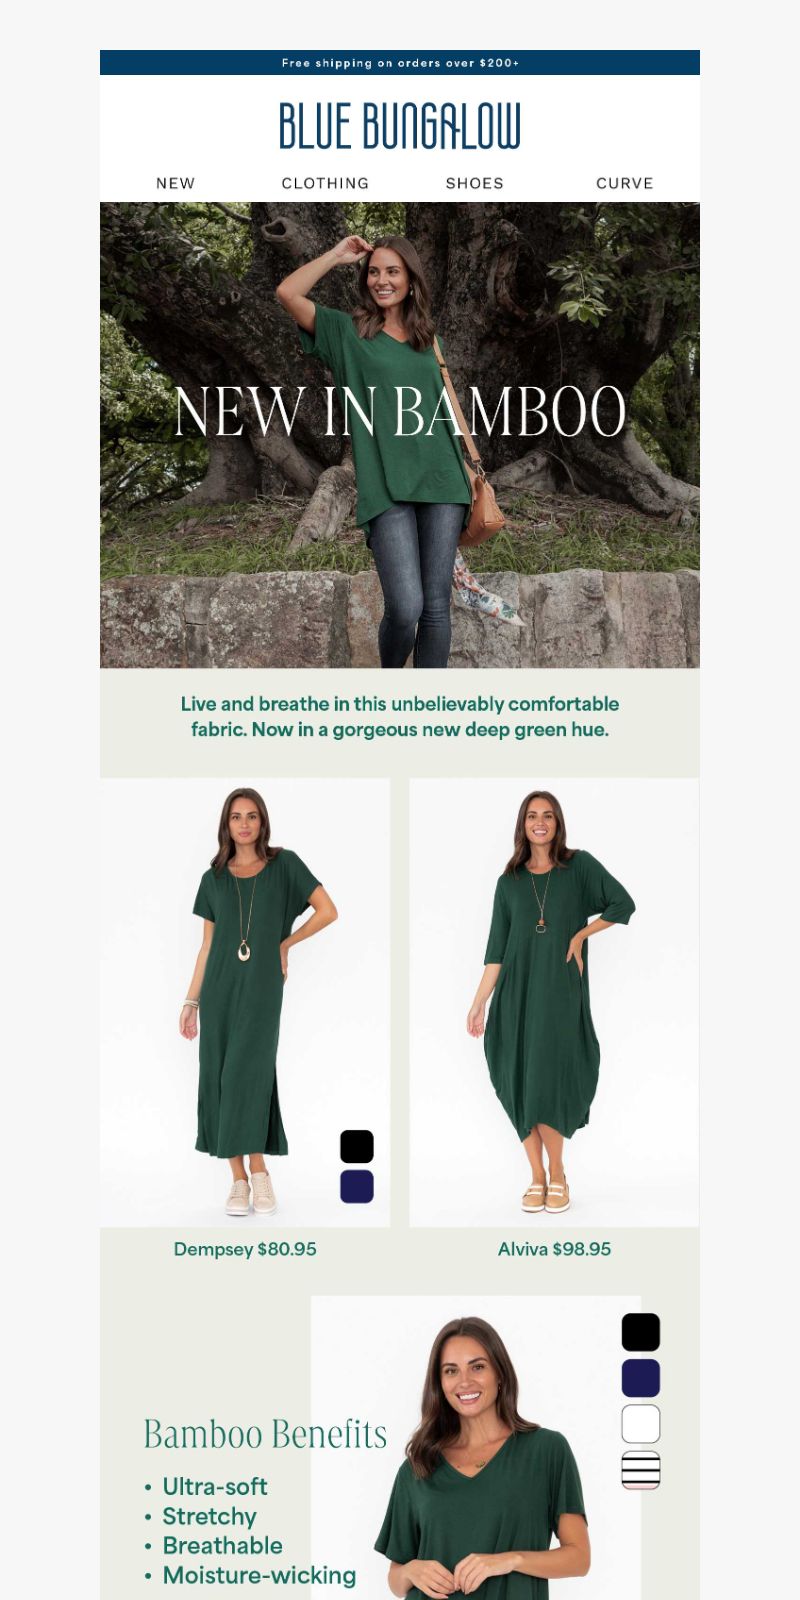 Free shipping on orders over $200+
BLUE BUNGALOW
NEW CLOTHING SHOES CURVE
NEW IN BAMBOO
Live and breathe in this unbelievably comfortable
fabric. Now in a gorgeous new deep green hue.
Dempsey $80.95
Alviva $98.95
Bamboo Benefits
• Ultra-soft
• Stretchy
• Breathable
• Moisture-wicking